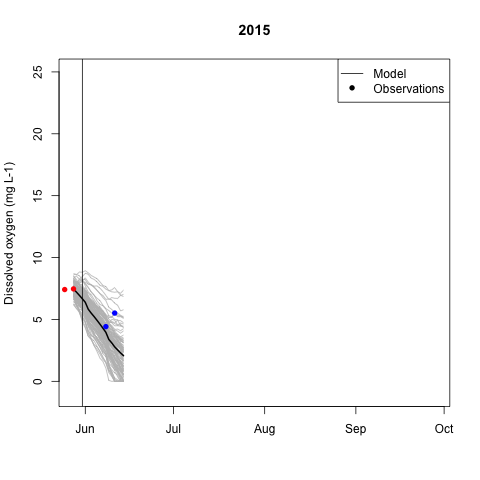 2015
Dissolved oxygen (mg L-1)
25
20
15
10
5
0
Model
Observations
Jun
Jul
Aug
Sep
Oct